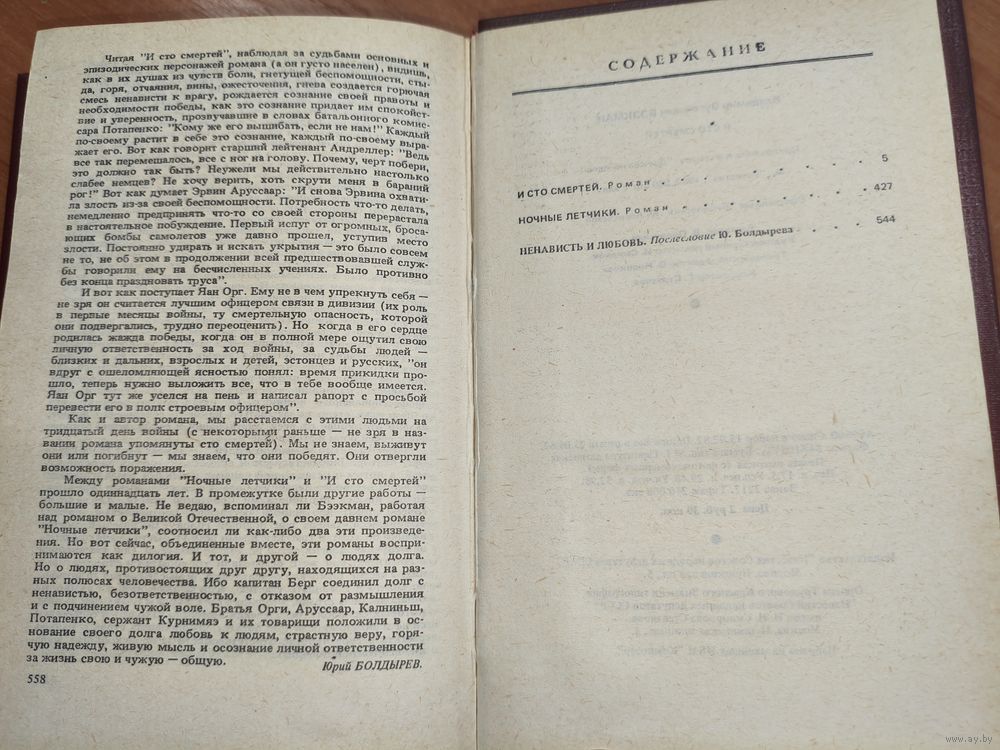 Читая "И сто смертей", наблюдая за судьбами основных и
эпизодических персонажей романа (а он густо населен), видишь,
как в их душах из чувств боли, гнетущей беспомощности, сты-
да, горя, отчаяния, вины, ожесточения, гнева создается горючая
смесь ненависти к врагу, рождается сознание своей правоты и
необходимости победы, как это сознание придает им спокойст-
вие и уверенность, прозвучавшие в словах батальонного комис-
сара Потапенко: "Кому же его вышибать, если не нам!" Каждый
по-своему растит в себе это сознание, каждый по-своему выра-
жает его. Вот как говорит старший лейтенант Андреллер: "Ведь
все так перемешалось, все с ног на голову. Почему, черт побери,
это должно так быть? Неужели мы действительно настолько
слабее немцев? Не хочу верить, хоть скрути меня в бараний
рог!" Вот как думает Эрвин Аруссаар: "И снова Эрвина охвати-
ла злость из-за своей беспомощности. Потребность что-то делать,
немедленно предпринять что-то со своей стороны перерастала
в настоятельное побуждение. Первый испуг от огромных, броса-
ющих бомбы самолетов уже давно прошел, уступив место
злости. Постоянно удирать и искать укрытия — это было совсем
не то, не об этом в продолжении всей предшествовавшей служ-
бы говорили ему на бесчисленных учениях. Было противно
без конца праздновать труса".
И вот как поступает Яан Орг. Ему не в чем упрекнуть себя —
не зря он считается лучшим офицером связи в дивизии (их роль
в первые месяцы войны, ту смертельную опасность, которой
они подвергались, трудно переоценить). Но когда в его сердце
родилась жажда победы, когда он в полной мере ощутил свою
личную ответственность за ход войны, за судьбы людей —
близких и дальних, взрослых и детей, эстонцев и русских, "он
вдруг с ошеломляющей ясностью понял: время прикидки про-
шло, теперь нужно выложить все, что в тебе вообще имеется.
Яан Орг тут же уселся на пень и написал рапорт с просьбой
перевести его в полк строевым офицером".
Как и автор романа, мы расстаемся с этими людьми на
тридцатый день войны (с некоторыми раньше — не зря в наз-
вании романа упомянуты сто смертей). Мы не знаем, выживут
они или погибнут — мы знаем, что они победят. Они отвергли
возможность поражения.
Между романами "Ночные летчики" и "И сто смертей"
прошло одиннадцать лет. В промежутке были другие работы —
большие и малые. Не ведаю, вспоминал ли Бээкман, работая
над романом о Великой Отечественной, о своем давнем романе
"Ночные летчики", соотносил ли как-либо два эти произведе-
ния. Но вот сейчас, объединенные вместе, эти романы воспри-
нимаются как дилогия. И тот, и другой — о людях долга.
Но о людях, противостоящих друг другу, находящихся на раз-
ных полюсах человечества. Ибо капитан Берг соединил долг с
ненавистью, безответственностью, с отказом от размышления
и с подчинением чужой воле. Братья Орги, Аруссаар, Калниньш,
Потапенко, сержант Курнимяэ и их товарищи положили в ос-
нование своего долга любовь к людям, страстную веру, горя-
чую надежду, живую мысль и осознание личной ответственности
за жизнь свою и чужую — общую.
Юрий БОЛДЫРЕВ.
558
СОДЕРЖАНИЕ
И СТО СМЕРТЕЙ. Роман . . . . . . . . 5
НОЧНЫЕ ЛЕТЧИКИ. Роман . . . . . . . 427
НЕНАВИСТЬ И ЛЮБОВЬ. Послесловие Ю. Болдырева . . . 544
www.ay.by